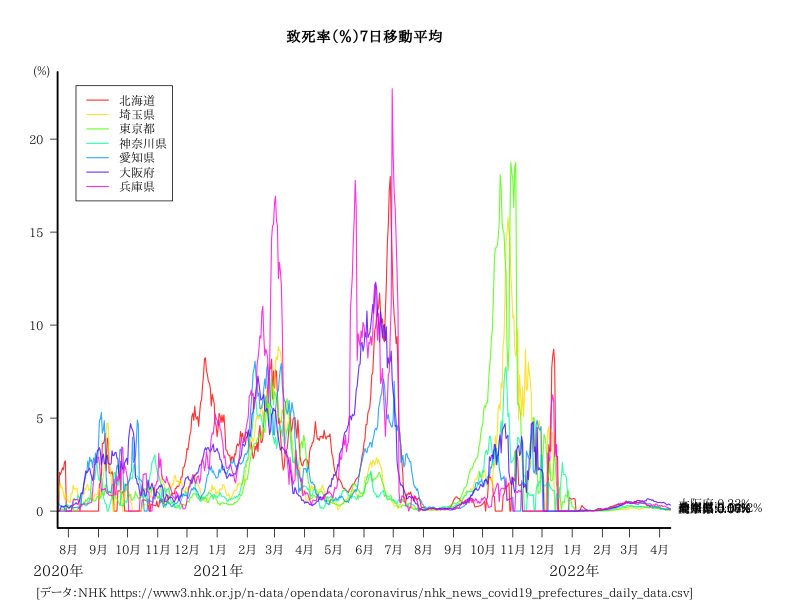 致死率(%)7日移動平均
(%)
北海道
埼玉県
東京都
神奈川県
愛知県
大阪府
兵庫県
20
15
10
5
0
8月 9月 10月 11月 12月 1月 2月 3月 4月 5月 6月 7月 8月 9月 10月 11月 12月 1月 2月 3月 4月
2020年 2021年 2022年
[データ:NHK https://www3.nhk.or.jp/n-data/opendata/coronavirus/nhk_news_covid19_prefectures_daily_data.csv]